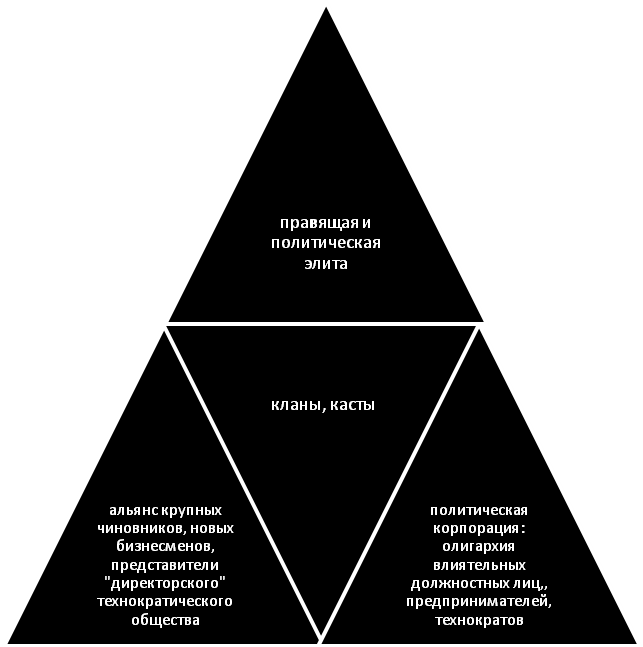 правящая и
политическая
элита
кланы, касты
альянс крупных
чиновников, новых
бизнесменов,
представители
"директорского"
технократического
общества
политическая
корпорация:
олигархия
влиятельных
должностных лиц,,
предпринимателей,
технократов